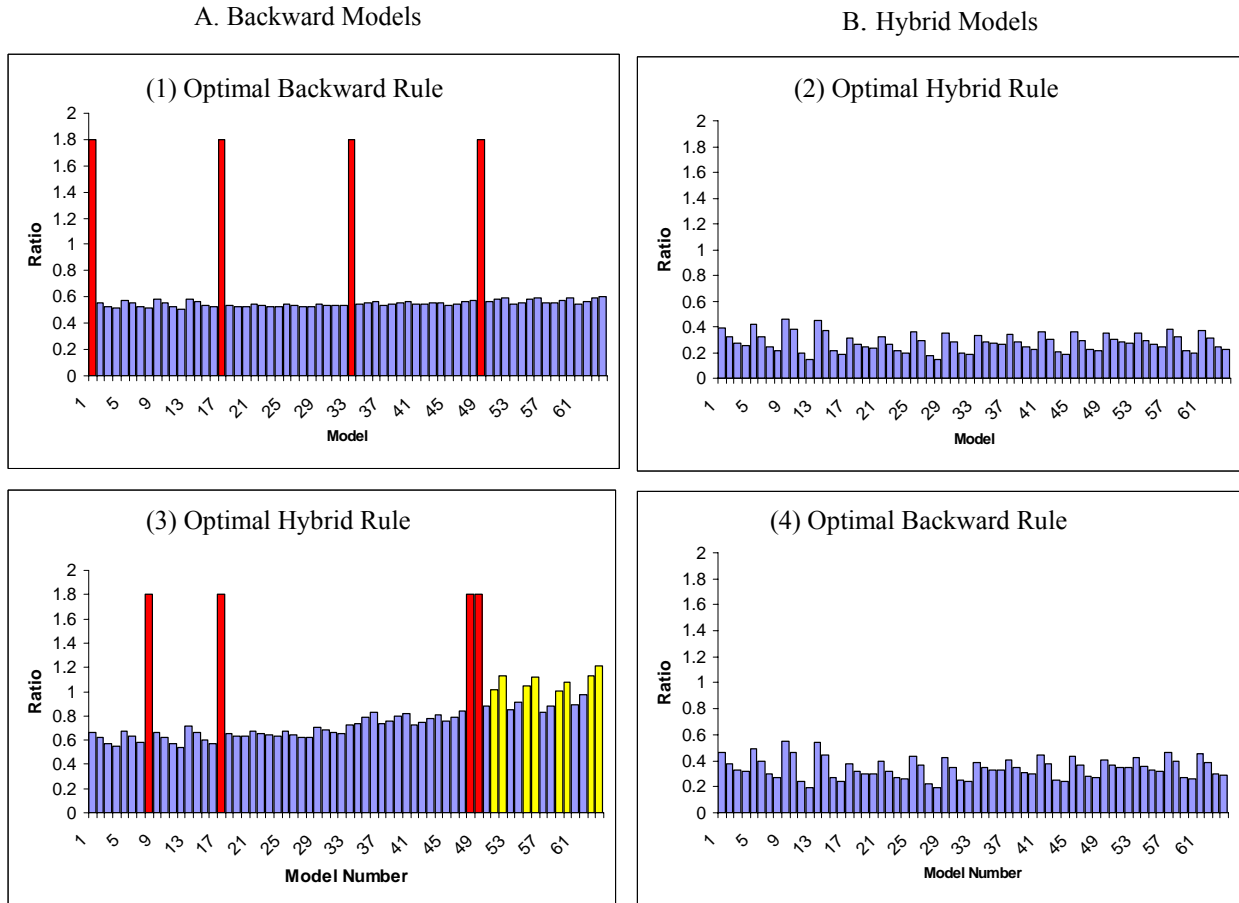 A. Backward Models
B. Hybrid Models
(1) Optimal Backward Rule
2
1.8
1.6
1.4
1.2
1
0.8
0.6
0.4
0.2
0
Ratio
1 5 9 13 17 21 25 29 33 37 41 45 49 53 57 61
Model
(2) Optimal Hybrid Rule
2
1.8
1.6
1.4
1.2
1
0.8
0.6
0.4
0.2
0
Ratio
1 5 9 13 17 21 25 29 33 37 41 45 49 53 57 61
Model
(3) Optimal Hybrid Rule
2
1.8
1.6
1.4
1.2
1
0.8
0.6
0.4
0.2
0
Ratio
1 5 9 13 17 21 25 29 33 37 41 45 49 53 57 61
Model Number
(4) Optimal Backward Rule
2
1.8
1.6
1.4
1.2
1
0.8
0.6
0.4
0.2
0
Ratio
1 5 9 13 17 21 25 29 33 37 41 45 49 53 57 61
Model Number